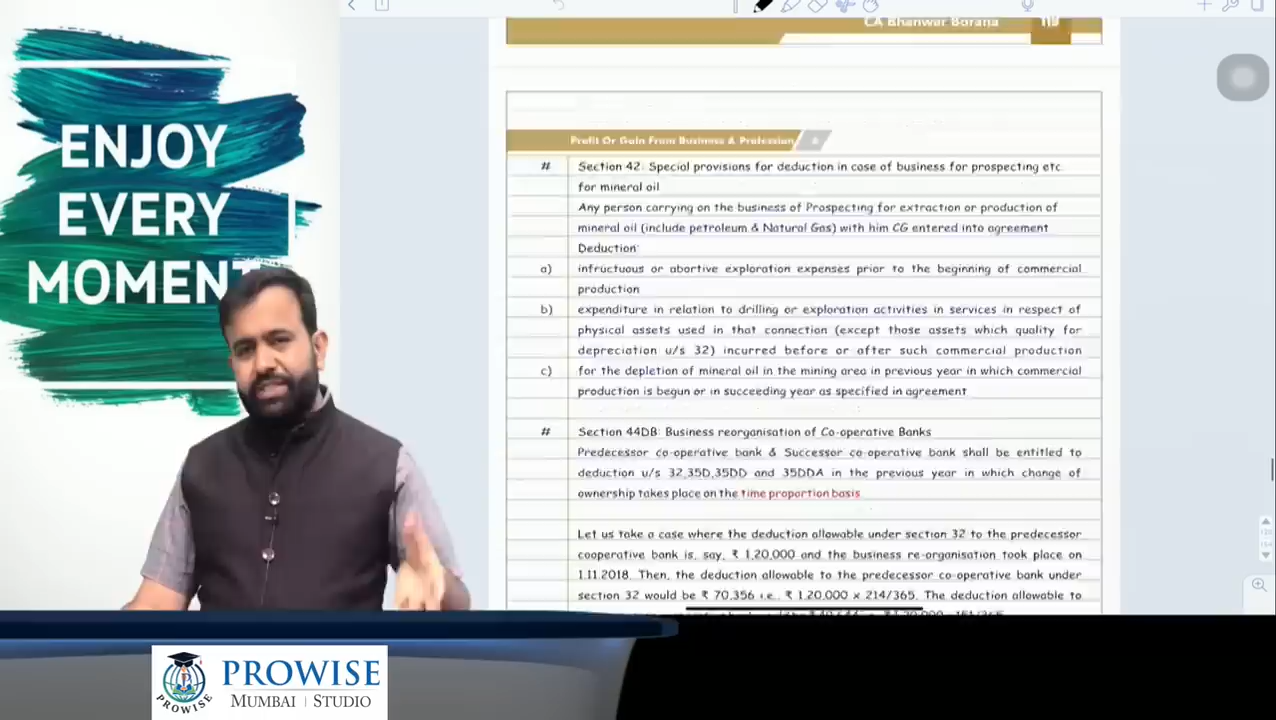 CA Bhanwar Borana 119
ENJOY
EVERY
MOMENT
Profit Or Gain From Business & Profession
# Section 42: Special provisions for deduction in case of business for prospecting etc
for mineral oil
Any person carrying on the business of Prospecting for extraction or production of
mineral oil (include petroleum & Natural Gas) with him CG entered into agreement
Deduction:
a) infructuous or abortive exploration expenses prior to the beginning of commercial
production
b) expenditure in relation to drilling or exploration activities in services in respect of
physical assets used in that connection (except those assets which quality for
depreciation u/s 32) incurred before or after such commercial production
c) for the depletion of mineral oil in the mining area in previous year in which commercial
production is begun or in succeeding year as specified in agreement
# Section 44DB: Business reorganisation of Co-operative Banks
Predecessor co-operative bank & Successor co-operative bank shall be entitled to
deduction u/s 32,35D,35DD and 35DDA in the previous year in which change of
ownership takes place on the time proportion basis
Let us take a case where the deduction allowable under section 32 to the predecessor
cooperative bank is, say, ₹ 1,20,000 and the business re-organisation took place on
1.11.2018. Then, the deduction allowable to the predecessor co-operative bank under
section 32 would be ₹ 70,356 i.e., ₹ 1,20,000 x 214/365. The deduction allowable to
PROWISE
MUMBAI | STUDIO
PROWISE